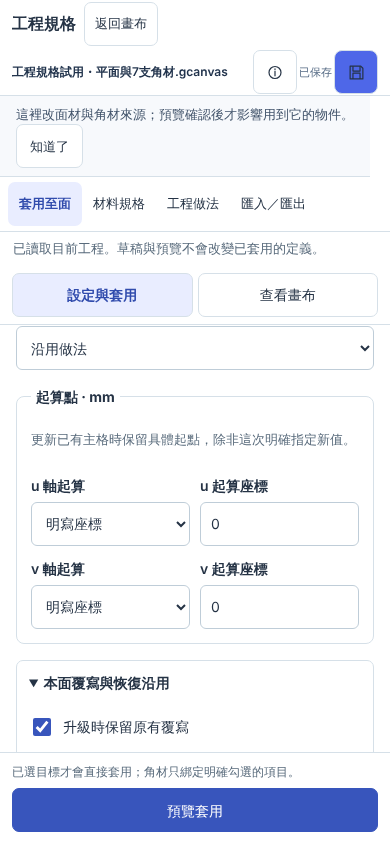 工程規格
返回畫布
工程規格試用・平面與7支角材.gcanvas
已保存
這裡改面材與角材來源；預覽確認後才影響用到它的物件。
知道了
套用至面 材料規格 工程做法 匯入／匯出
已讀取目前工程。草稿與預覽不會改變已套用的定義。
設定與套用 查看畫布
沿用做法
起算點 · mm
更新已有主格時保留具體起點，除非這次明確指定新值。
u 軸起算 u 起算座標
明寫座標 0
v 軸起算 v 起算座標
明寫座標 0
▼ 本面覆寫與恢復沿用
升級時保留原有覆寫
已選目標才會直接套用；角材只綁定明確勾選的項目。
預覽套用